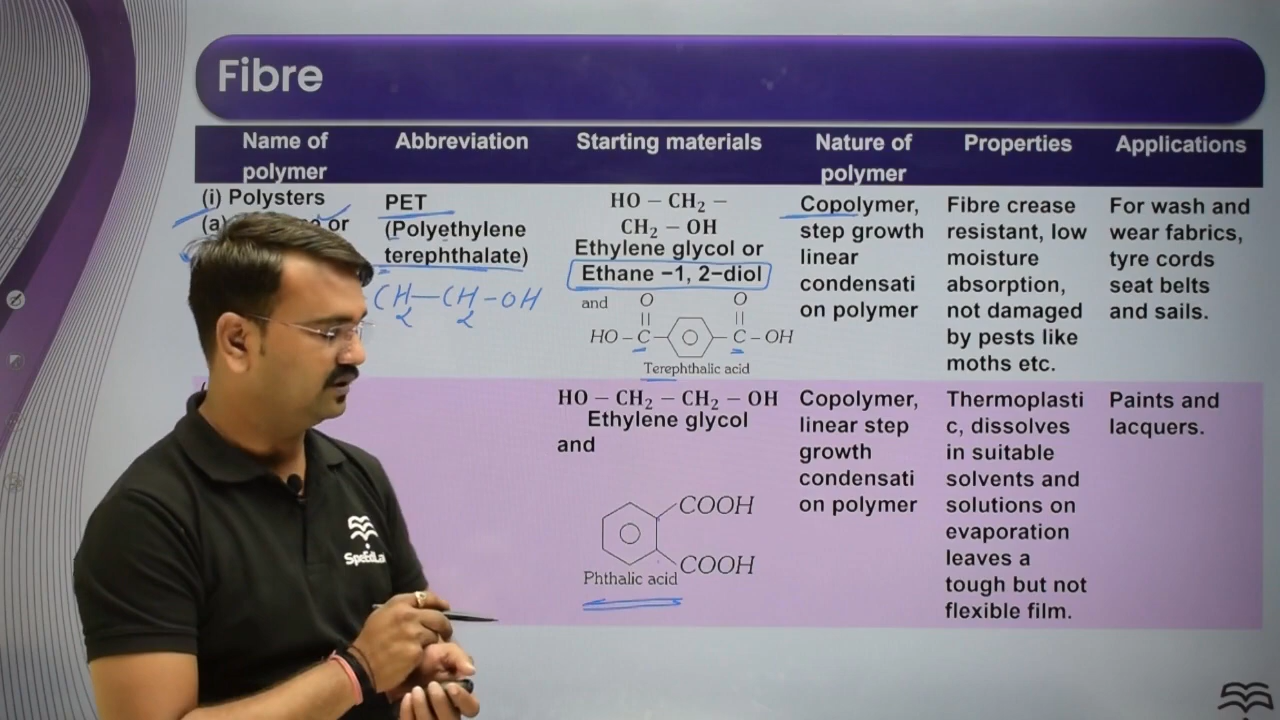 Fibre
Name of polymer
Abbreviation
Starting materials
Nature of polymer
Properties
Applications
(i) Polysters
(a) or
PET
(Polyethylene
terephthalate)
CH2—CH2-OH
HO – CH2 –
CH2 – OH
Ethylene glycol or
Ethane –1, 2–diol
and
O O
HO – C C – OH
Terephthalic acid
Copolymer,
step growth
linear
condensati
on polymer
Fibre crease
resistant, low
moisture
absorption,
not damaged
by pests like
moths etc.
For wash and
wear fabrics,
tyre cords
seat belts
and sails.
HO – CH2 – CH2 – OH
Ethylene glycol
and
COOH
COOH
Phthalic acid
Copolymer,
linear step
growth
condensati
on polymer
Thermoplasti
c, dissolves
in suitable
solvents and
solutions on
evaporation
leaves a
tough but not
flexible film.
Paints and
lacquers.